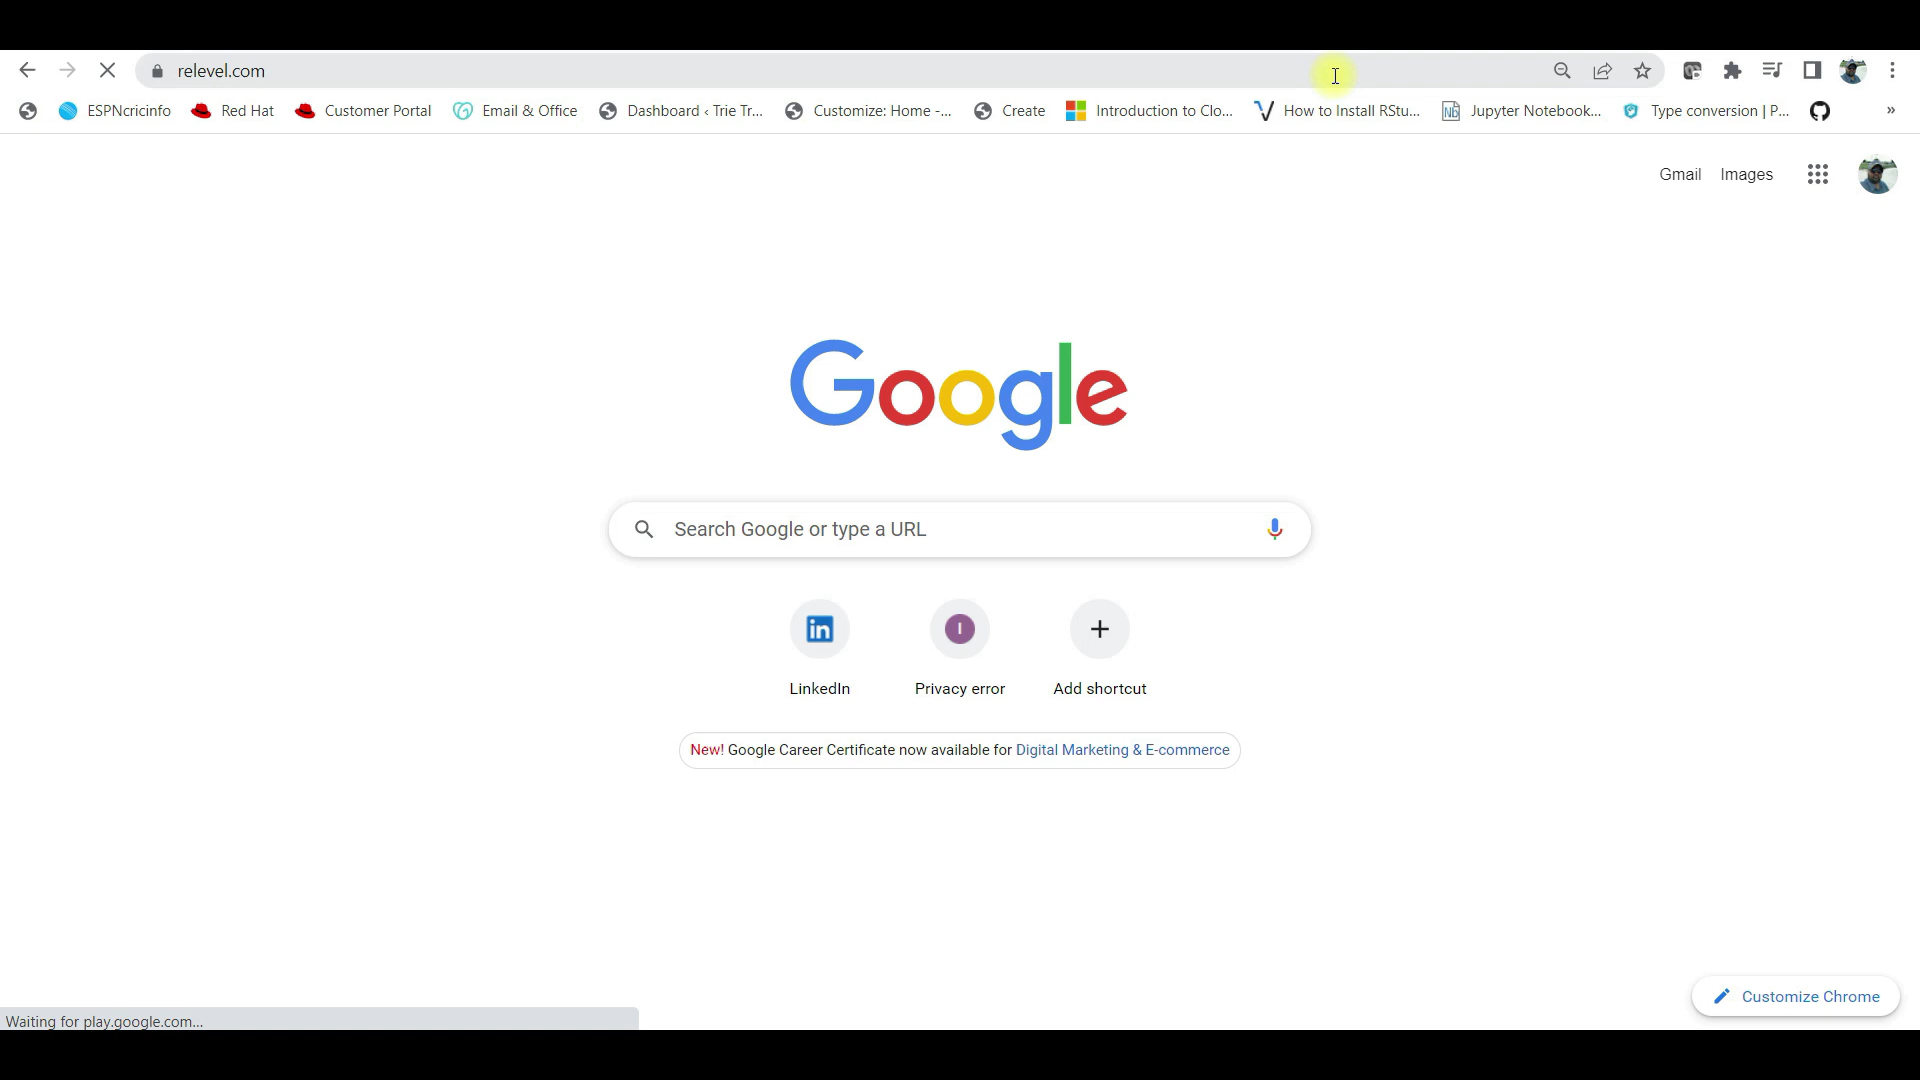 relevel.com
ESPNcricinfo Red Hat Customer Portal Email & Office Dashboard ‹ Trie Tr... Customize: Home -... Create Introduction to Clo... How to Install RStu... Nb Jupyter Notebook... Type conversion | P... »
Gmail Images
Google
Search Google or type a URL
in I
LinkedIn Privacy error Add shortcut
New! Google Career Certificate now available for Digital Marketing & E-commerce
Customize Chrome
Waiting for play.google.com...